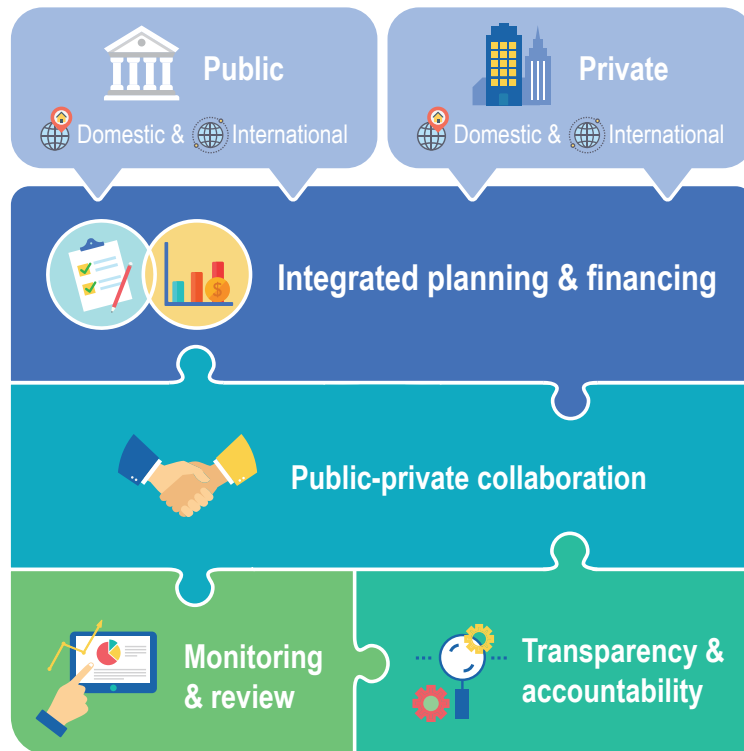 Public
Domestic & International
Private
Domestic & International
Integrated planning & financing
$
Public-private collaboration
Monitoring
& review
Transparency &
accountability